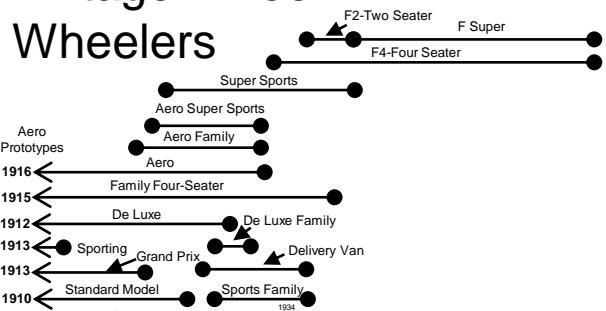 Wheelers
F2-Two Seater
F Super
F4-Four Seater
Super Sports
Aero Super Sports
Aero Family
Aero
Prototypes
1916
Aero
1915
Family Four-Seater
1912
De Luxe
De Luxe Family
1913
Sporting
Grand Prix
Delivery Van
1913
1910
Standard Model
Sports Family
1934